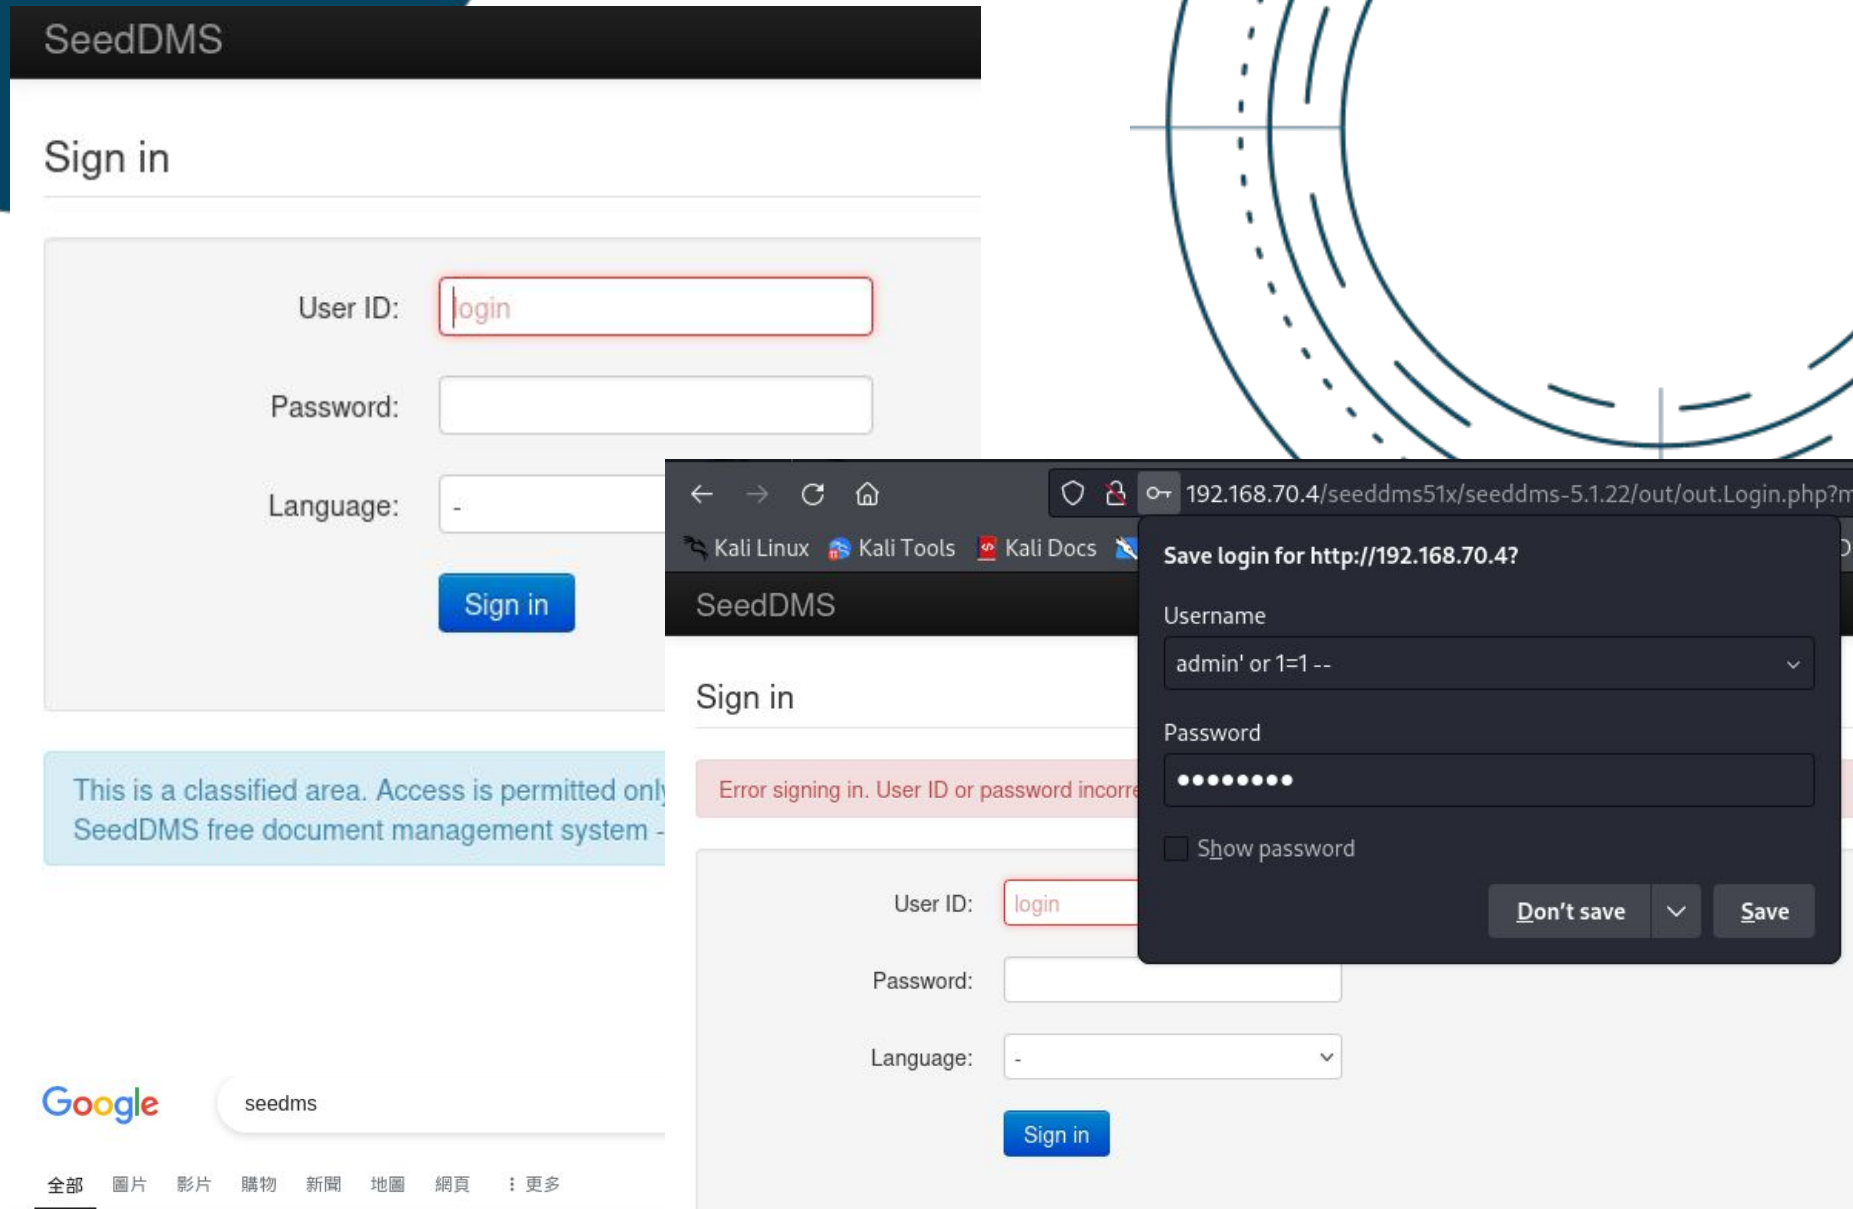 SeedDMS
Sign in
User ID:
login
Password:
Language:
-
Sign in
This is a classified area. Access is permitted only
SeedDMS free document management system -
Google
seedms
全部 圖片 影片 購物 新聞 地圖 網頁 ⋮ 更多
192.168.70.4/seeddms51x/seeddms-5.1.22/out/out.Login.php?m
Kali Linux Kali Tools Kali Docs
SeedDMS
Sign in
Error signing in. User ID or password incorre
User ID:
login
Password:
Language:
-
Sign in
Save login for http://192.168.70.4?
Username
admin' or 1=1 --
Password
••••••••
Show password
Don't save
Save